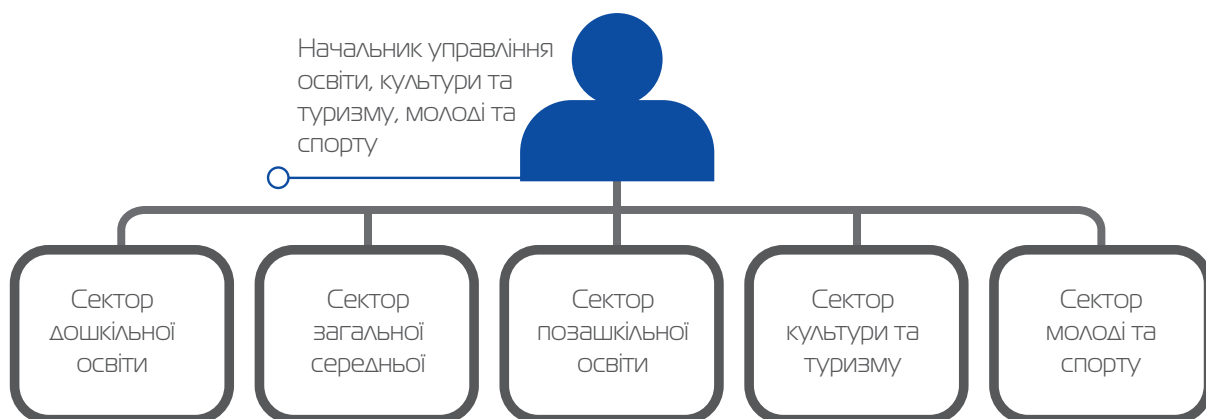 Начальник управління
освіти, культури та
туризму, молоді та
спорту
Сектор
дошкільної
освіти
Сектор
загальної
середньої
Сектор
позашкільної
освіти
Сектор
культури та
туризму
Сектор
молоді та
спорту